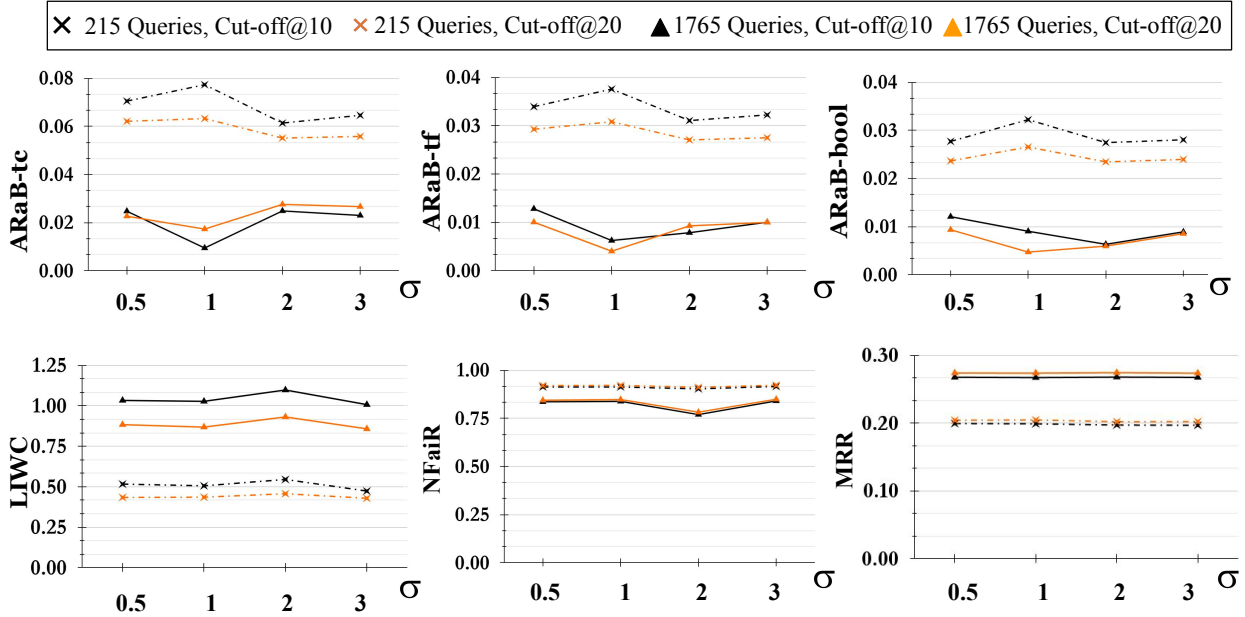 215 Queries, Cut-off@10 215 Queries, Cut-off@20 1765 Queries, Cut-off@10 1765 Queries, Cut-off@20
ARaB-tc
0.08
0.06
0.04
0.02
0.00
0.5 1 2 3 σ
ARaB-tf
0.04
0.03
0.02
0.01
0.00
0.5 1 2 3 σ
ARaB-bool
0.04
0.03
0.02
0.01
0.00
0.5 1 2 3 σ
LIWC
1.25
1.00
0.75
0.50
0.25
0.00
0.5 1 2 3 σ
NFaiR
1.00
0.75
0.50
0.25
0.00
0.5 1 2 3 σ
MRR
0.30
0.20
0.10
0.00
0.5 1 2 3 σ